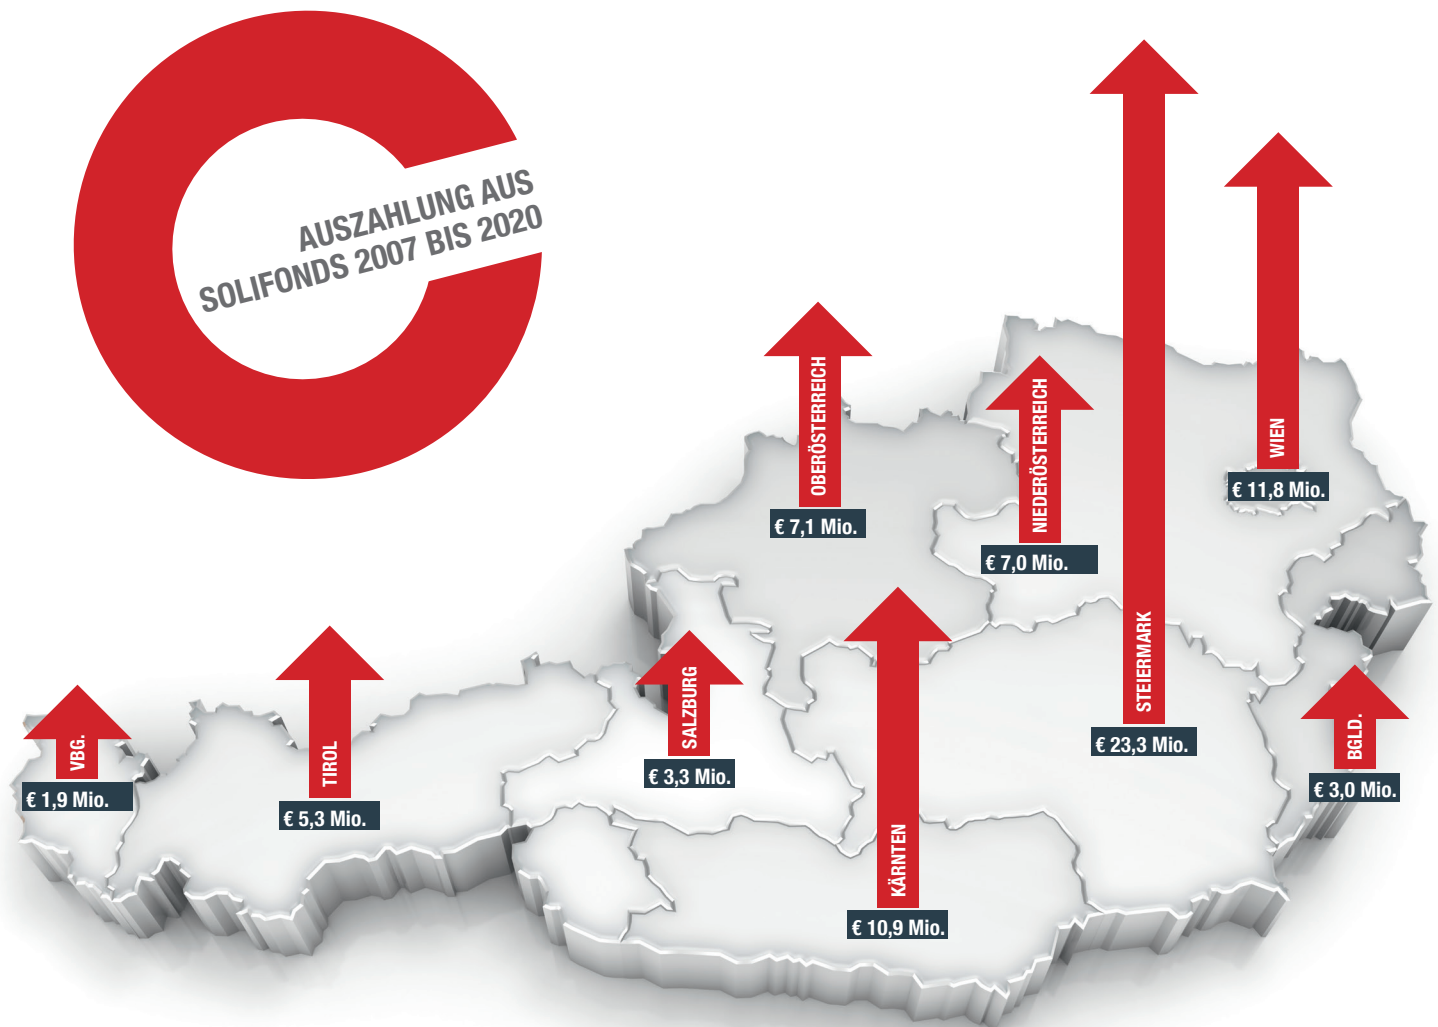 AUSZAHLUNG AUS
SOLIFONDS 2007 BIS 2020
OBERÖSTERREICH
€ 7,1 Mio.
NIEDERÖSTERREICH
€ 7,0 Mio.
STEIERMARK
€ 23,3 Mio.
WIEN
€ 11,8 Mio.
VBG.
€ 1,9 Mio.
TIROL
€ 5,3 Mio.
SALZBURG
€ 3,3 Mio.
KÄRNTEN
€ 10,9 Mio.
BGLD.
€ 3,0 Mio.